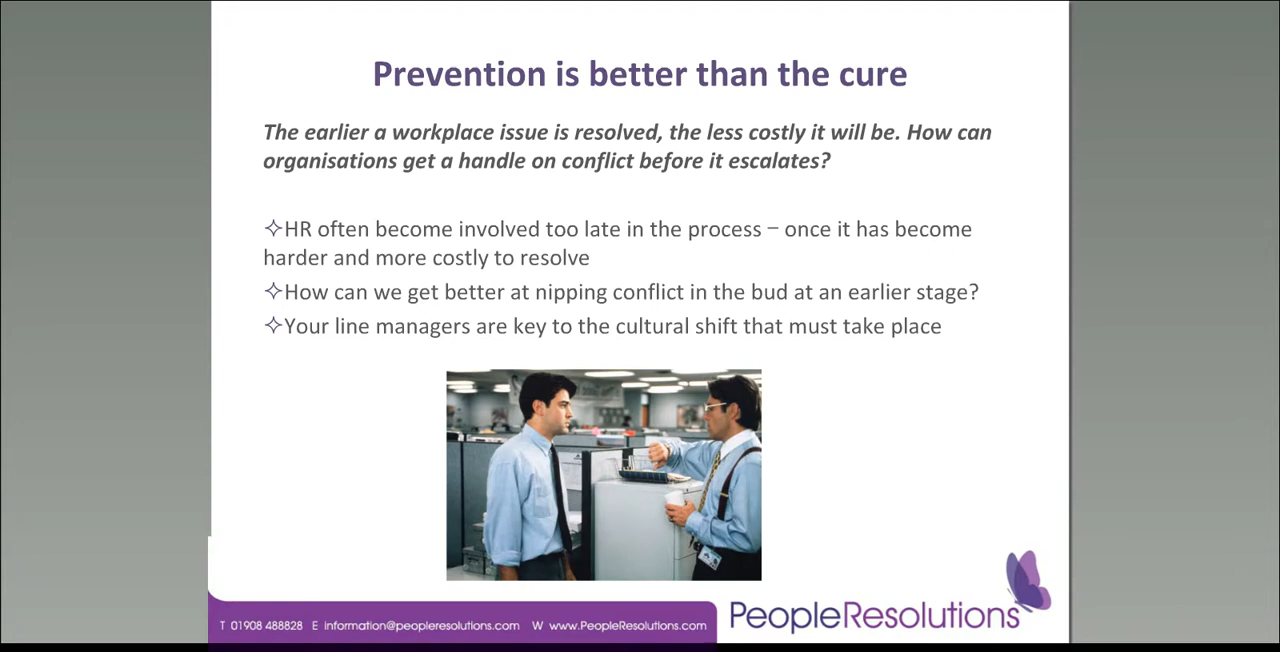 Prevention is better than the cure
The earlier a workplace issue is resolved, the less costly it will be. How can
organisations get a handle on conflict before it escalates?
✧HR often become involved too late in the process – once it has become
harder and more costly to resolve
✧How can we get better at nipping conflict in the bud at an earlier stage?
✧Your line managers are key to the cultural shift that must take place
T 01908 488828 E information@peopleresolutions.com W www.PeopleResolutions.com
PeopleResolutions